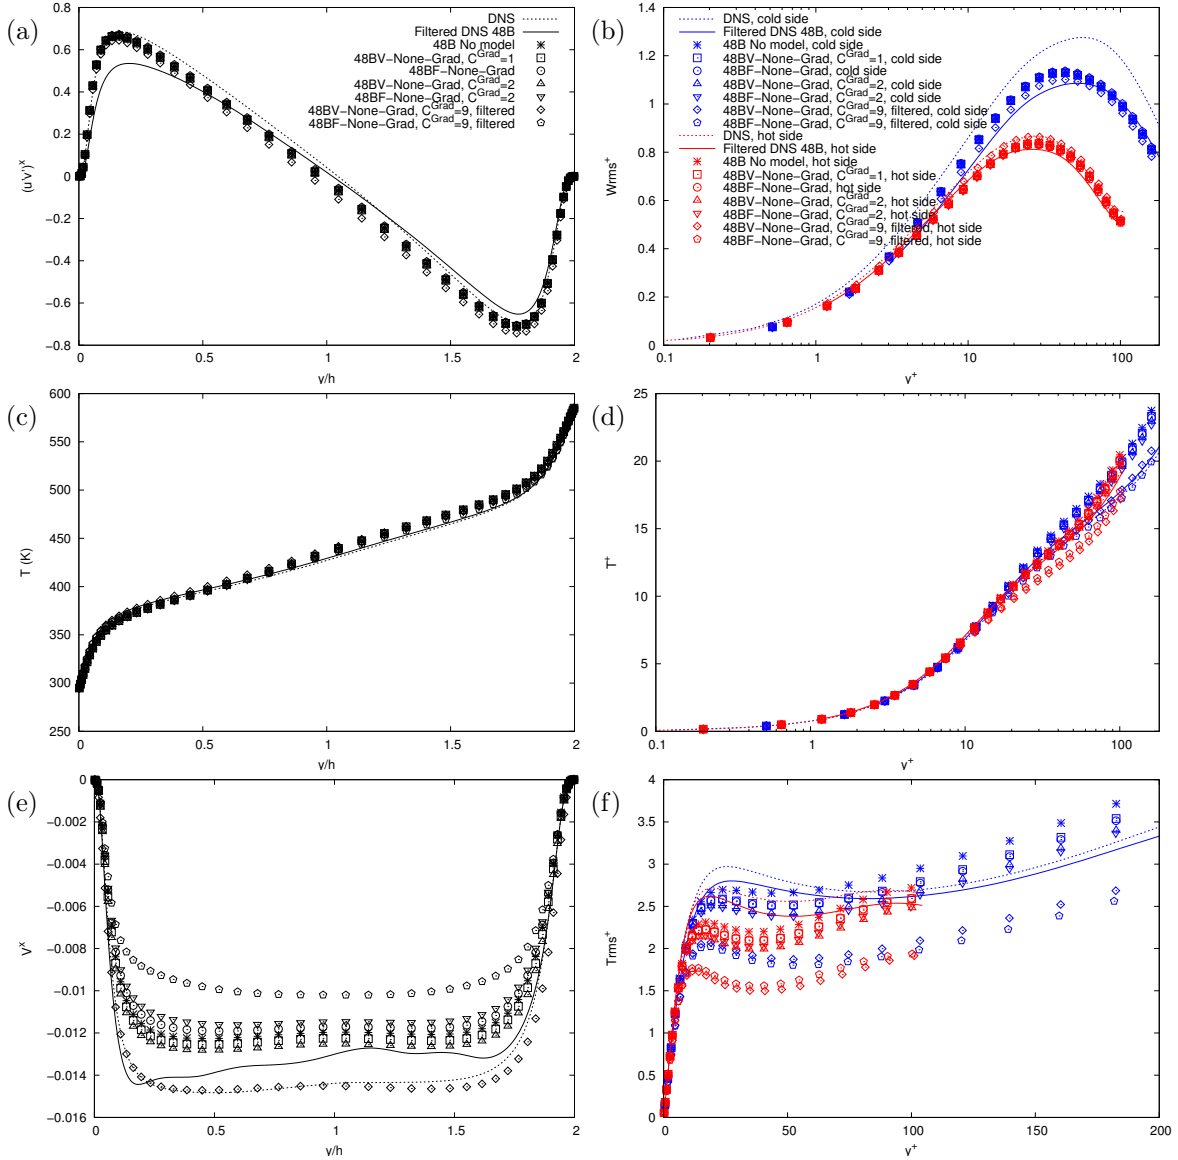 (a)
DNS
Filtered DNS 48B
48B No model
48BV−None−Grad, C^Grad=1
48BF−None−Grad
48BV−None−Grad, C^Grad=2
48BF−None−Grad, C^Grad=2
48BV−None−Grad, C^Grad=9, filtered
48BF−None−Grad, C^Grad=9, filtered
0.8
0.6
0.4
0.2
0
−0.2
−0.4
−0.6
−0.8
⟨u'v'⟩^x
0 0.5 1 1.5 2
y/h
(b)
DNS, cold side
Filtered DNS 48B, cold side
48B No model, cold side
48BV−None−Grad, C^Grad=1, cold side
48BF−None−Grad, cold side
48BV−None−Grad, C^Grad=2, cold side
48BF−None−Grad, C^Grad=2, cold side
48BV−None−Grad, C^Grad=9, filtered, cold side
48BF−None−Grad, C^Grad=9, filtered, cold side
DNS, hot side
Filtered DNS 48B, hot side
48B No model, hot side
48BV−None−Grad, C^Grad=1, hot side
48BF−None−Grad, hot side
48BV−None−Grad, C^Grad=2, hot side
48BF−None−Grad, C^Grad=2, hot side
48BV−None−Grad, C^Grad=9, filtered, hot side
48BF−None−Grad, C^Grad=9, filtered, hot side
1.4
1.2
1
0.8
0.6
0.4
0.2
0
Wrms⁺
0.1 1 10 100
y⁺
(c)
600
550
500
450
400
350
300
250
T (K)
0 0.5 1 1.5 2
y/h
(d)
25
20
15
10
5
0
T⁺
0.1 1 10 100
y⁺
(e)
0
−0.002
−0.004
−0.006
−0.008
−0.01
−0.012
−0.014
−0.016
V^x
0 0.5 1 1.5 2
y/h
(f)
4
3.5
3
2.5
2
1.5
1
0.5
0
Trms⁺
0 50 100 150 200
y⁺